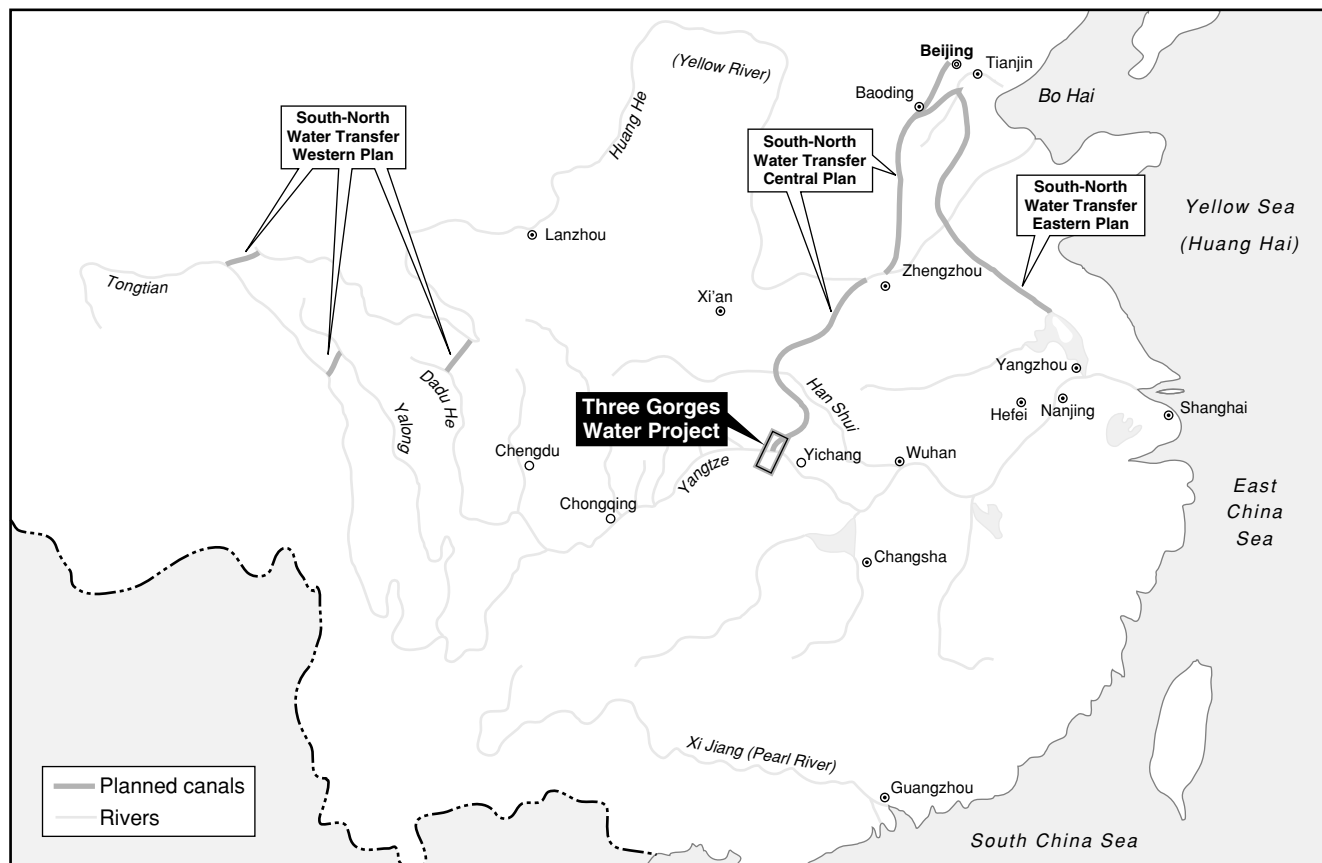 Beijing
Tianjin
(Yellow River)
Baoding
Bo Hai
South-North
Water Transfer
Western Plan
Huang He
South-North
Water Transfer
Central Plan
South-North
Water Transfer
Eastern Plan
Yellow Sea
(Huang Hai)
Lanzhou
Tongtian
Zhengzhou
Xi'an
Yangzhou
Dadu He
Han Shui
Three Gorges
Water Project
Hefei
Nanjing
Shanghai
Yalong
Chengdu
Yangtze
Yichang
Wuhan
Chongqing
East
China
Sea
Changsha
Xi Jiang (Pearl River)
Planned canals
Rivers
Guangzhou
South China Sea